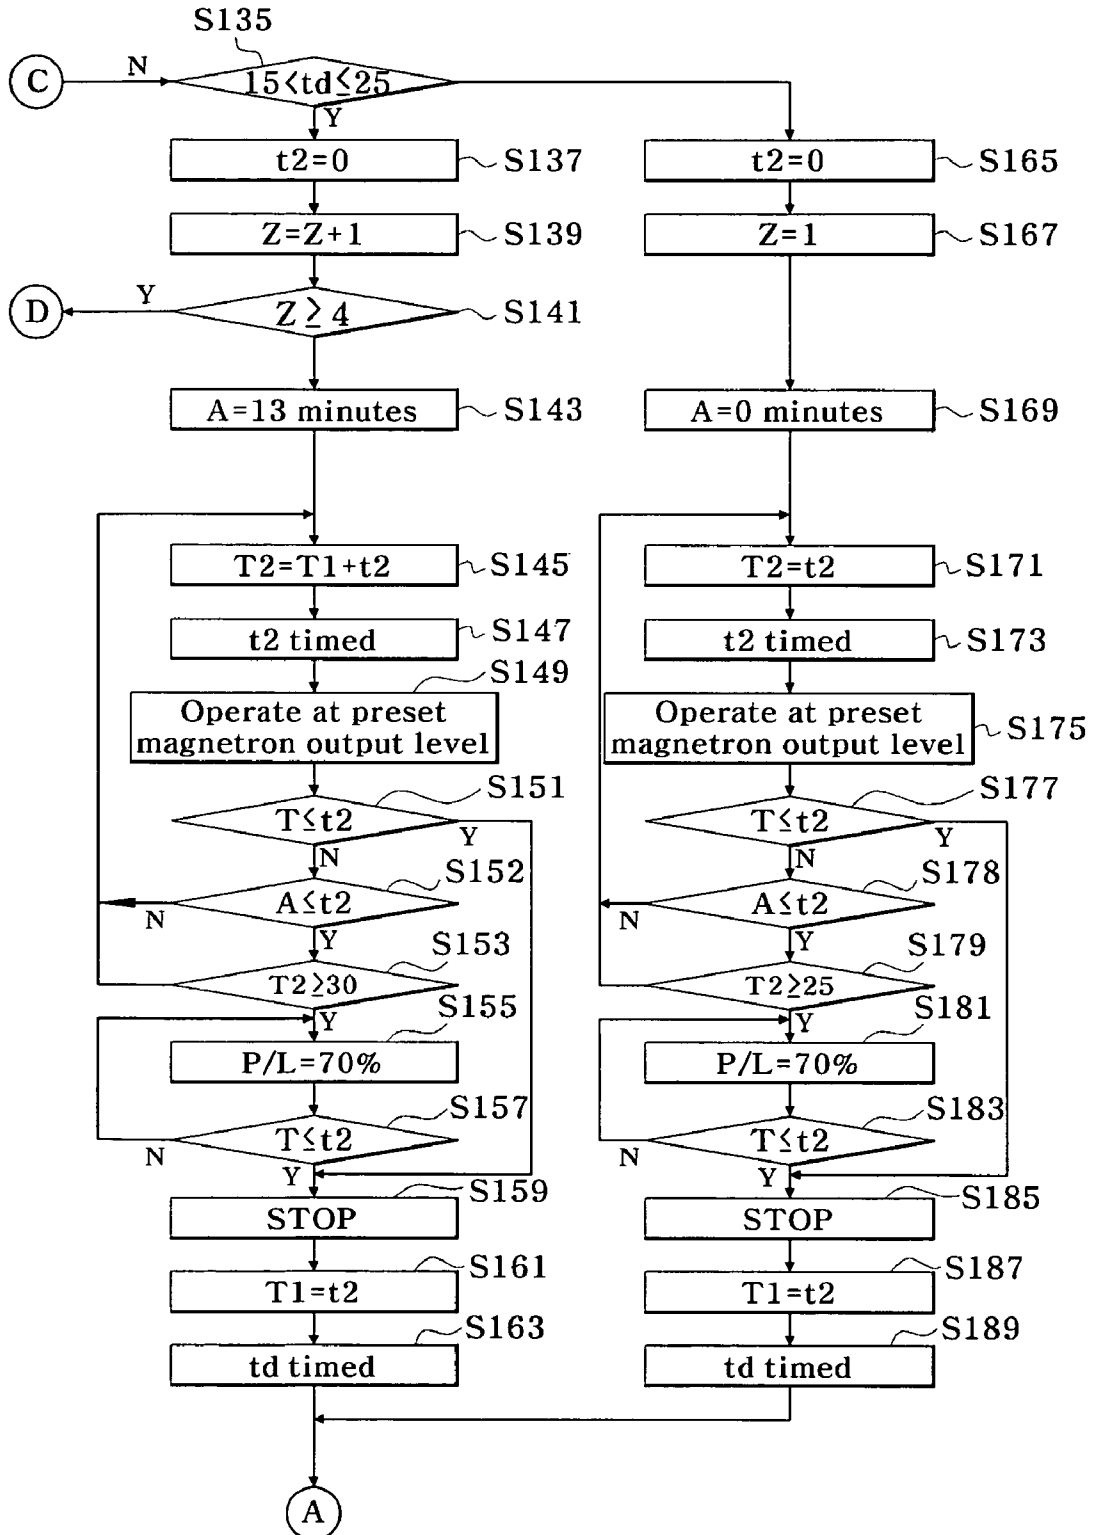 S135
C
N
15<td≤25
Y
t2=0
S137
t2=0
S165
Z=Z+1
S139
Z=1
S167
D
Y
Z≥4
S141
A=13 minutes
S143
A=0 minutes
S169
T2=T1+t2
S145
T2=t2
S171
t2 timed
S147
t2 timed
S173
S149
Operate at preset
magnetron output level
Operate at preset
magnetron output level
S175
S151
T≤t2
Y
N
S177
T≤t2
Y
N
S152
A≤t2
N
Y
S178
A≤t2
N
Y
S153
T2≥30
Y
S179
T2≥25
Y
S155
P/L=70%
S181
P/L=70%
S157
T≤t2
N
Y
S183
T≤t2
N
Y
S159
STOP
S185
STOP
S161
T1=t2
S187
T1=t2
S163
td timed
S189
td timed
A